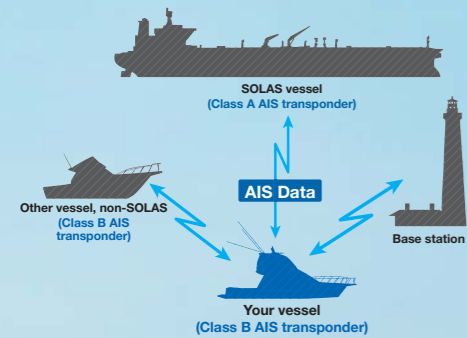 SOLAS vessel
(Class A AIS transponder)
AIS Data
Other vessel, non-SOLAS
(Class B AIS
transponder)
Base station
Your vessel
(Class B AIS transponder)